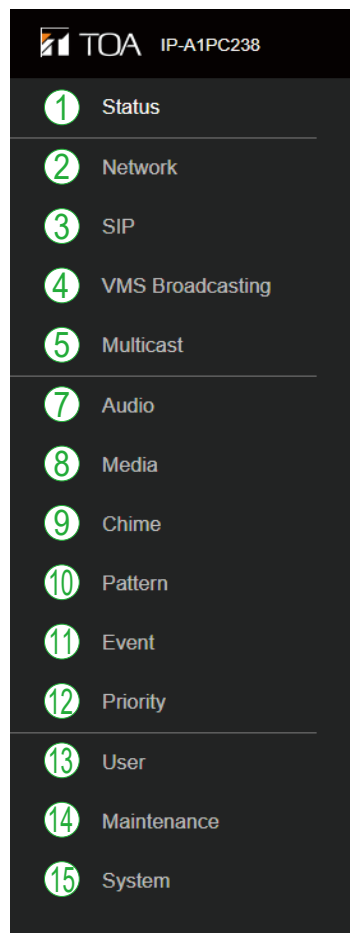 TOA IP-A1PC238
1 Status
2 Network
3 SIP
4 VMS Broadcasting
5 Multicast
7 Audio
8 Media
9 Chime
10 Pattern
11 Event
12 Priority
13 User
14 Maintenance
15 System